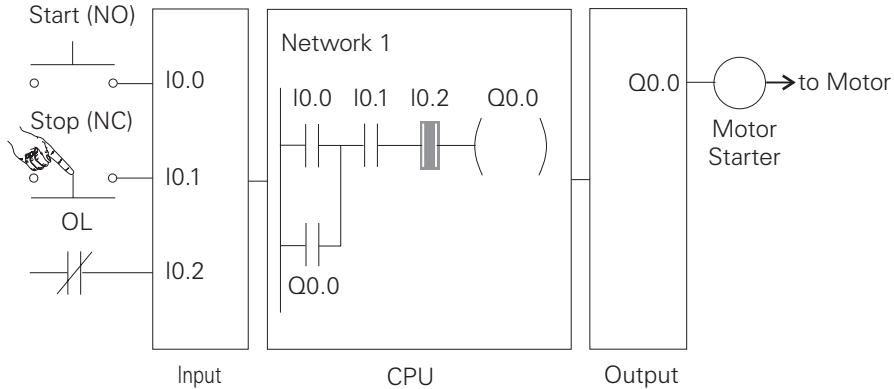 Start (NO)
I0.0
Stop (NC)
I0.1
OL
I0.2
Input
Network 1
I0.0 I0.1 I0.2 Q0.0
Q0.0
CPU
Q0.0
to Motor
Motor
Starter
Output